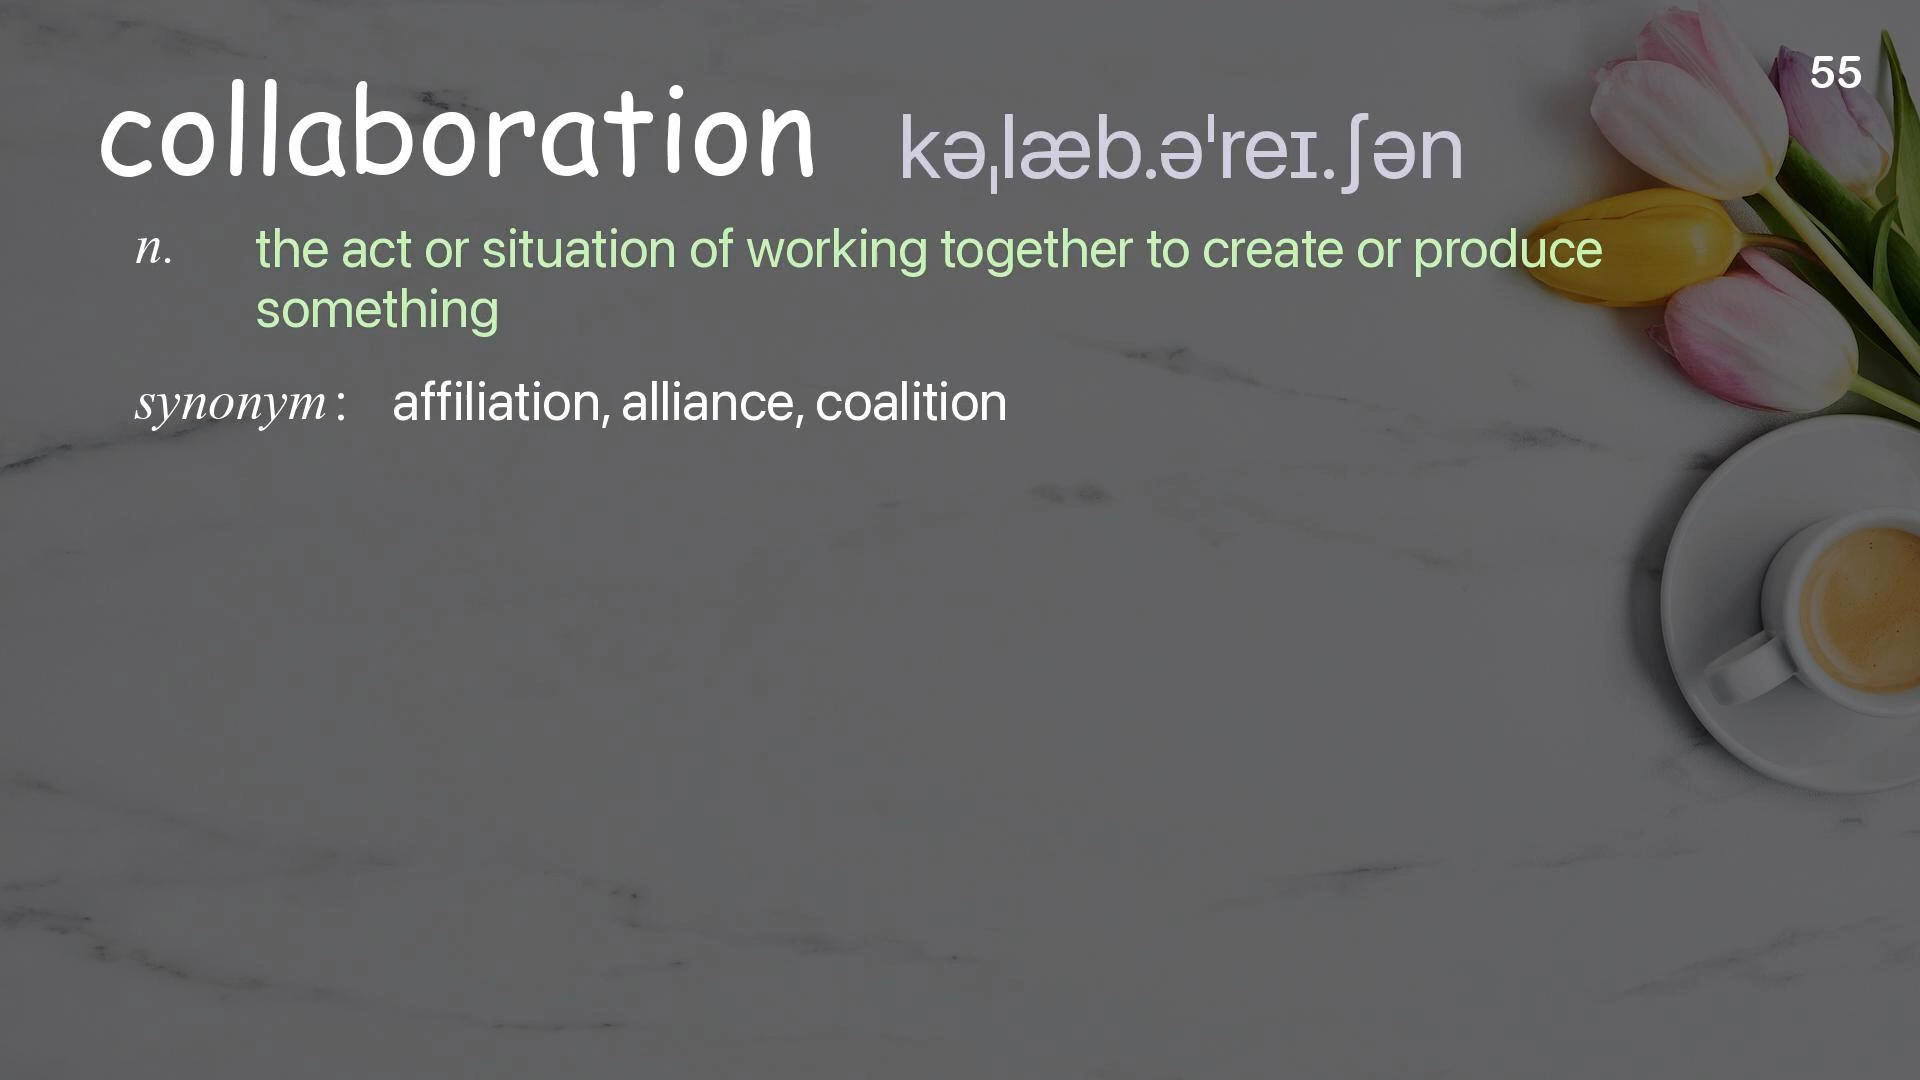 55
collaboration kəˌlæb.əˈreɪ.ʃən
n. the act or situation of working together to create or produce
something
synonym : affiliation, alliance, coalition